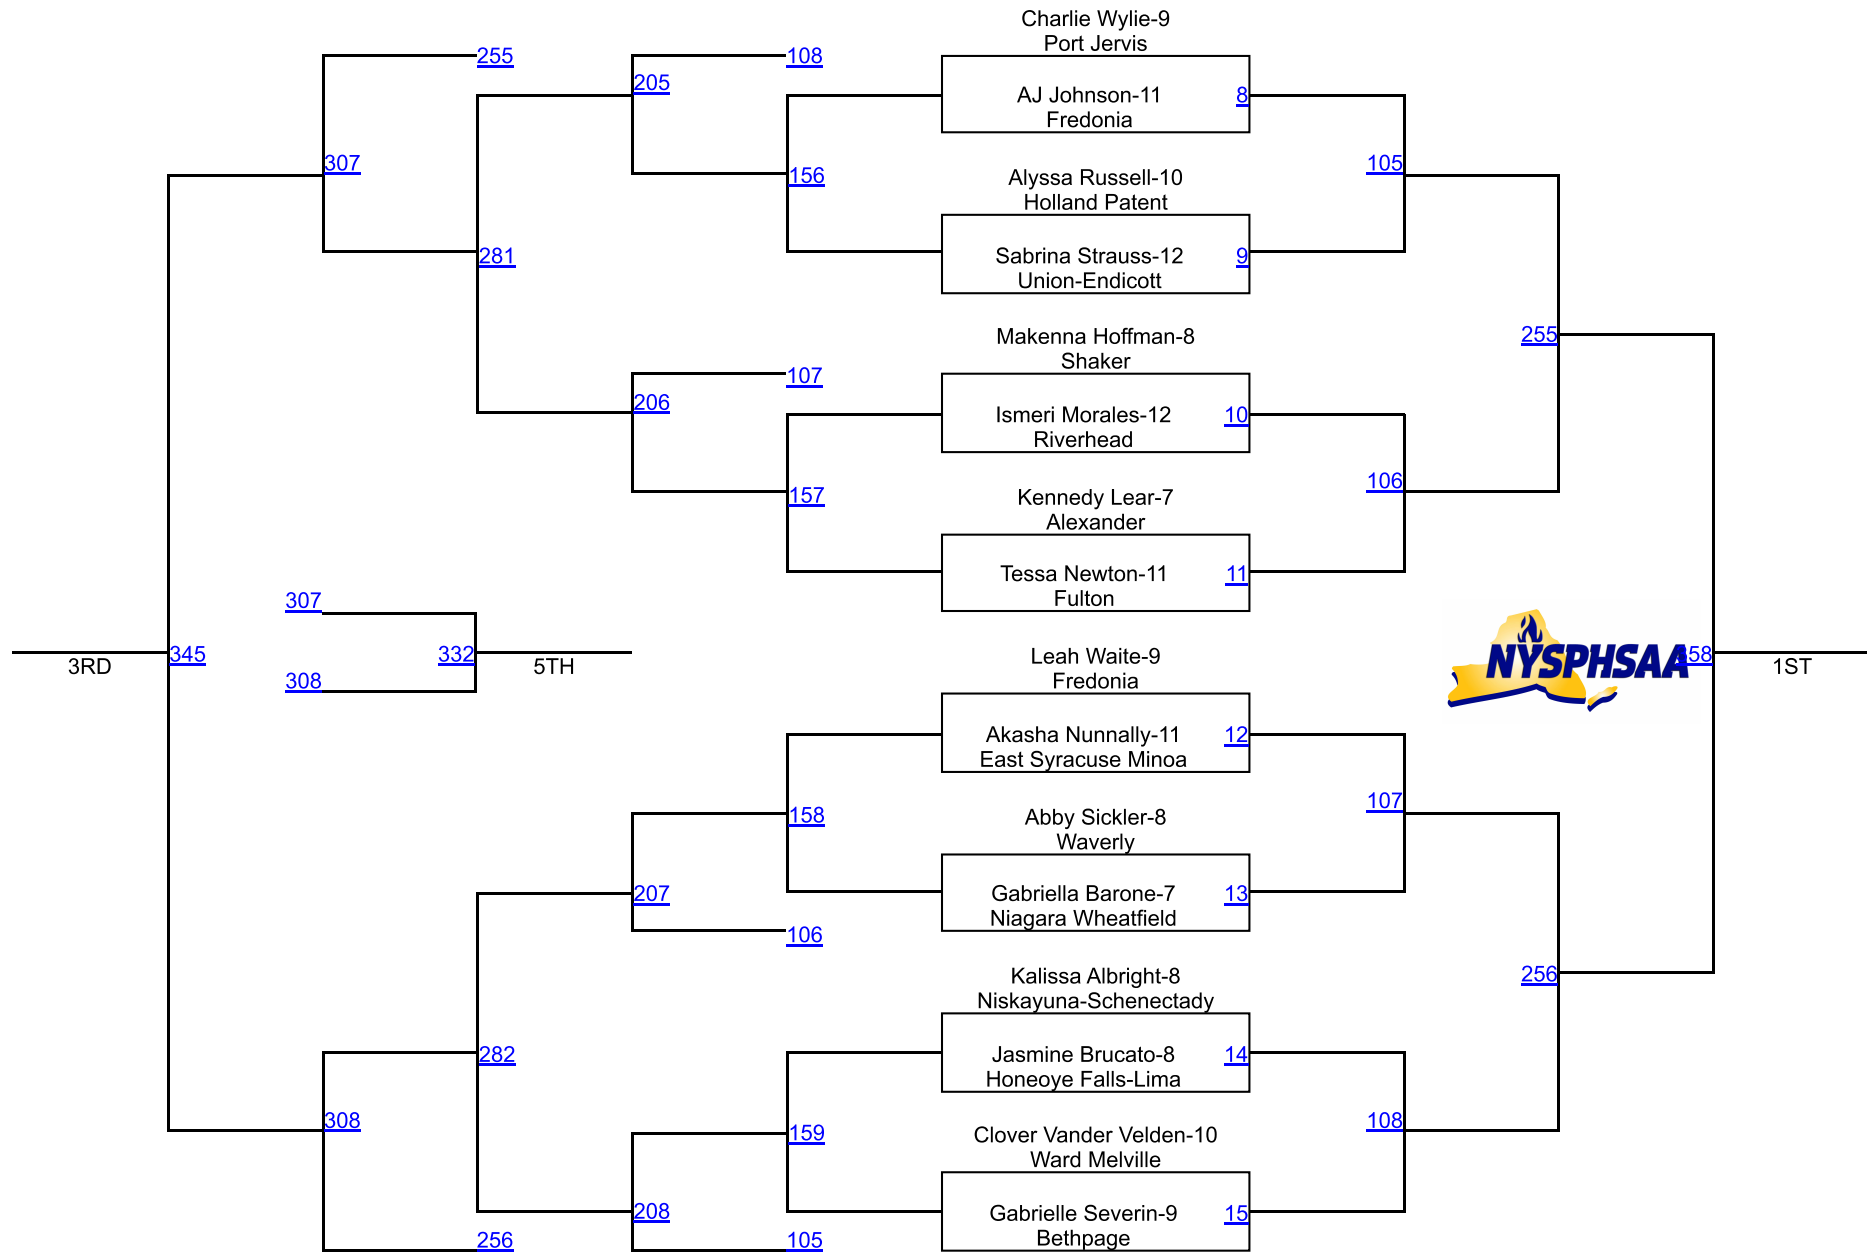 Charlie Wylie-9
Port Jervis
255
108
205
AJ Johnson-11
8
Fredonia
307
105
156
Alyssa Russell-10
Holland Patent
281
Sabrina Strauss-12
9
Union-Endicott
255
Makenna Hoffman-8
Shaker
107
206
Ismeri Morales-12
10
Riverhead
106
157
Kennedy Lear-7
Alexander
Tessa Newton-11
11
Fulton
307
308
345
332
3RD
5TH
NYSPHSAA
1ST
Leah Waite-9
Fredonia
Akasha Nunnally-11
12
East Syracuse Minoa
107
158
Abby Sickler-8
Waverly
207
Gabriella Barone-7
13
Niagara Wheatfield
106
256
Kalissa Albright-8
Niskayuna-Schenectady
282
Jasmine Brucato-8
14
Honeoye Falls-Lima
308
108
159
Clover Vander Velden-10
Ward Melville
208
Gabrielle Severin-9
15
Bethpage
256
105